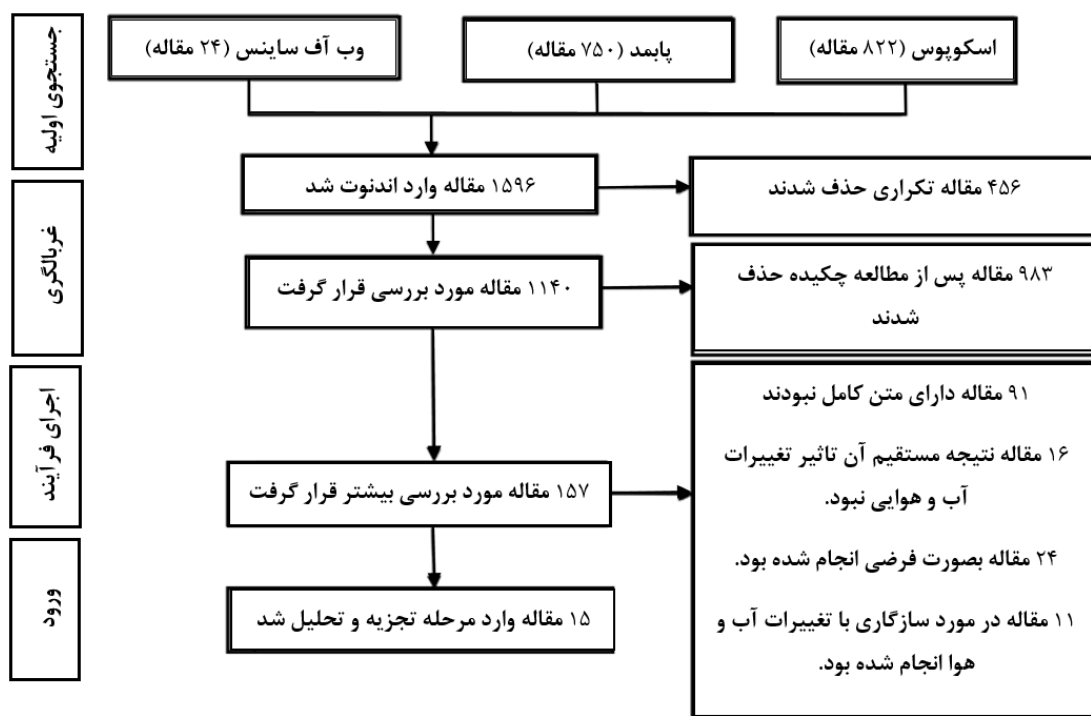 جستجوی اولیه
اسکوپوس (۸۲۲ مقاله)
پابمد (۷۵۰ مقاله)
وب آف ساینس (۲۴ مقاله)
غربالگری
۱۵۹۶ مقاله وارد اندنوت شد
۴۵۶ مقاله تکراری حذف شدند
۱۱۴۰ مقاله مورد بررسی قرار گرفت
۹۸۳ مقاله پس از مطالعه چکیده حذف
شدند
اجرای فرآیند
۱۵۷ مقاله مورد بررسی بیشتر قرار گرفت
۹۱ مقاله دارای متن کامل نبودند
۱۶ مقاله نتیجه مستقیم آن تاثیر تغییرات
آب و هوایی نبود.
۲۴ مقاله بصورت فرضی انجام شده بود.
۱۱ مقاله در مورد سازگاری با تغییرات آب و
هوا انجام شده بود.
ورود
۱۵ مقاله وارد مرحله تجزیه و تحلیل شد